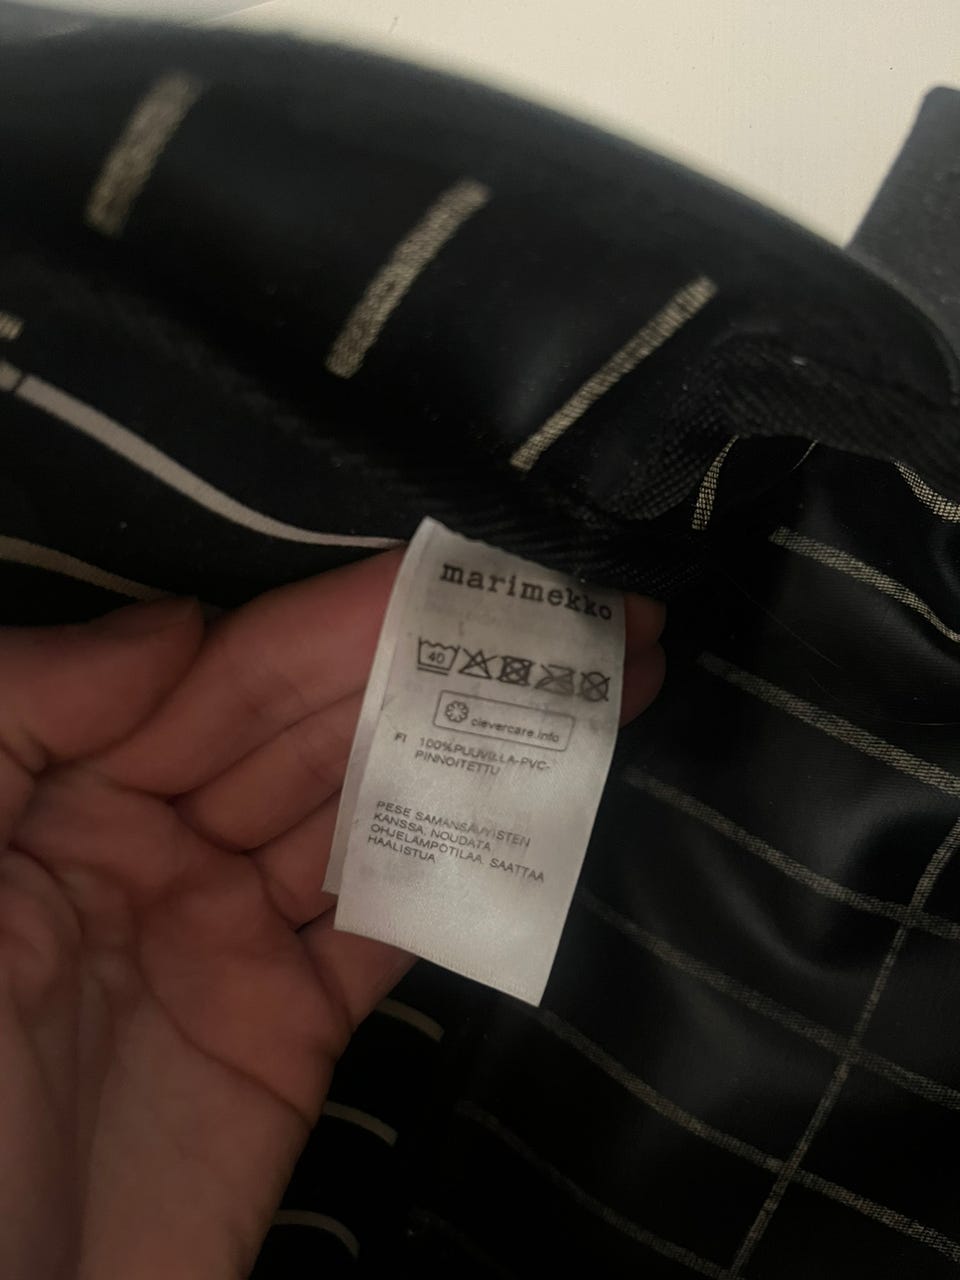 marimekko
40
clevercare.info
FI 100%PUUVILLA-PVC-
PINNOITETTU
PESE SAMANSÄVYISTEN
KANSSA, NOUDATA
OHJELÄMPÖTILAA. SAATTAA
HAALISTUA